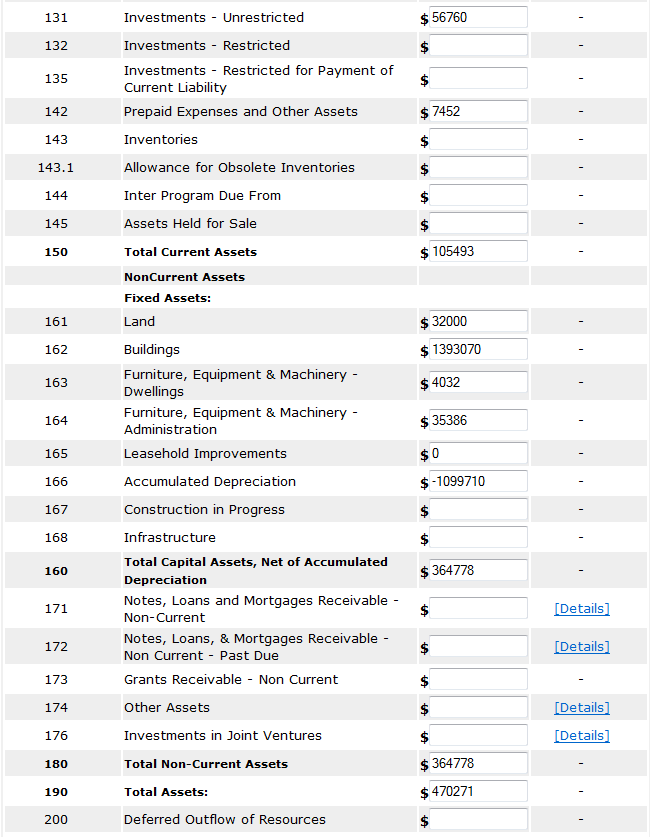 131 Investments - Unrestricted $ 56760 -
132 Investments - Restricted $ -
135 Investments - Restricted for Payment of
Current Liability $ -
142 Prepaid Expenses and Other Assets $ 7452 -
143 Inventories $ -
143.1 Allowance for Obsolete Inventories $ -
144 Inter Program Due From $ -
145 Assets Held for Sale $ -
150 Total Current Assets $ 105493 -
NonCurrent Assets
Fixed Assets:
161 Land $ 32000 -
162 Buildings $ 1393070 -
163 Furniture, Equipment & Machinery -
Dwellings $ 4032 -
164 Furniture, Equipment & Machinery -
Administration $ 35386 -
165 Leasehold Improvements $ 0 -
166 Accumulated Depreciation $ -1099710 -
167 Construction in Progress $ -
168 Infrastructure $ -
160 Total Capital Assets, Net of Accumulated
Depreciation $ 364778 -
171 Notes, Loans and Mortgages Receivable -
Non-Current $ [Details]
172 Notes, Loans, & Mortgages Receivable -
Non Current - Past Due $ [Details]
173 Grants Receivable - Non Current $ -
174 Other Assets $ [Details]
176 Investments in Joint Ventures $ [Details]
180 Total Non-Current Assets $ 364778 -
190 Total Assets: $ 470271 -
200 Deferred Outflow of Resources $ -